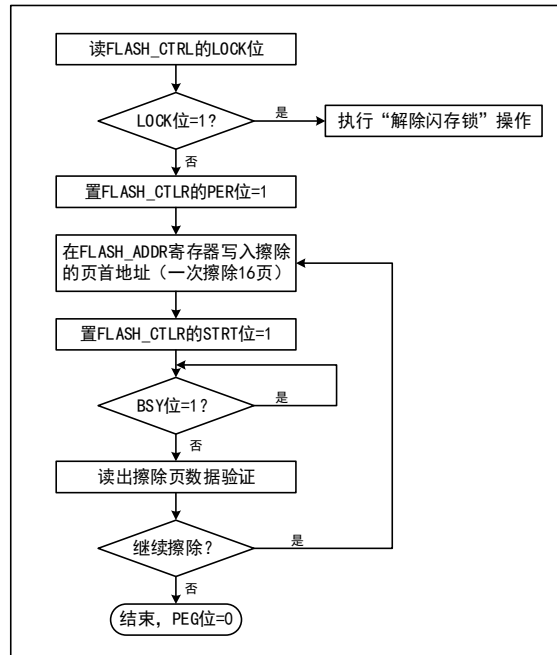 读FLASH_CTRL的LOCK位
LOCK位=1?
是
执行“解除闪存锁”操作
否
置FLASH_CTLR的PER位=1
在FLASH_ADDR寄存器写入擦除
的页首地址（一次擦除16页）
置FLASH_CTLR的STRT位=1
BSY位=1?
是
否
读出擦除页数据验证
继续擦除?
是
否
结束，PEG位=0